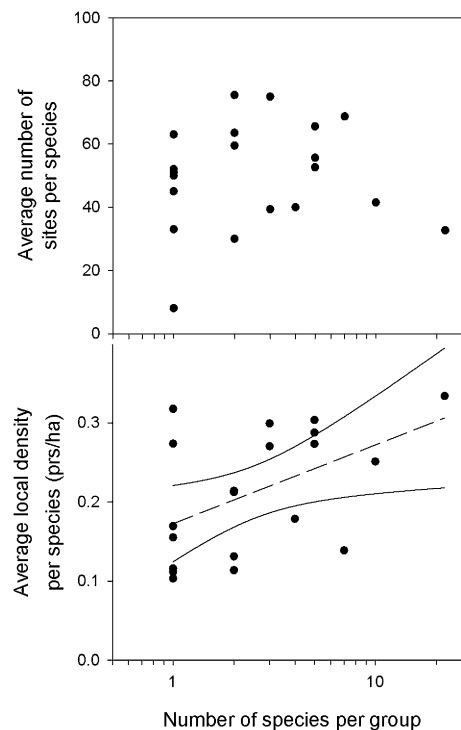 100
80
60
40
20
0
Average number of
sites per species
0.3
0.2
0.1
0.0
Average local density
per species (prs/ha)
1 10
Number of species per group